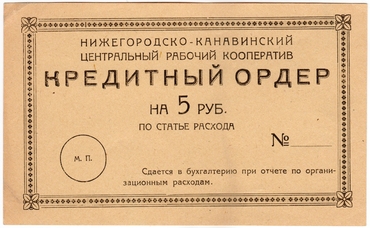 НИЖЕГОРОДСКО-КАНАВИНСКИЙ
ЦЕНТРАЛЬНЫЙ РАБОЧИЙ КООПЕРАТИВ
КРЕДИТНЫЙ ОРДЕР
НА 5 РУБ.
ПО СТАТЬЕ РАСХОДА
№
М. П.
Сдается в бухгалтерию при отчете по органи-
зационным расходам.